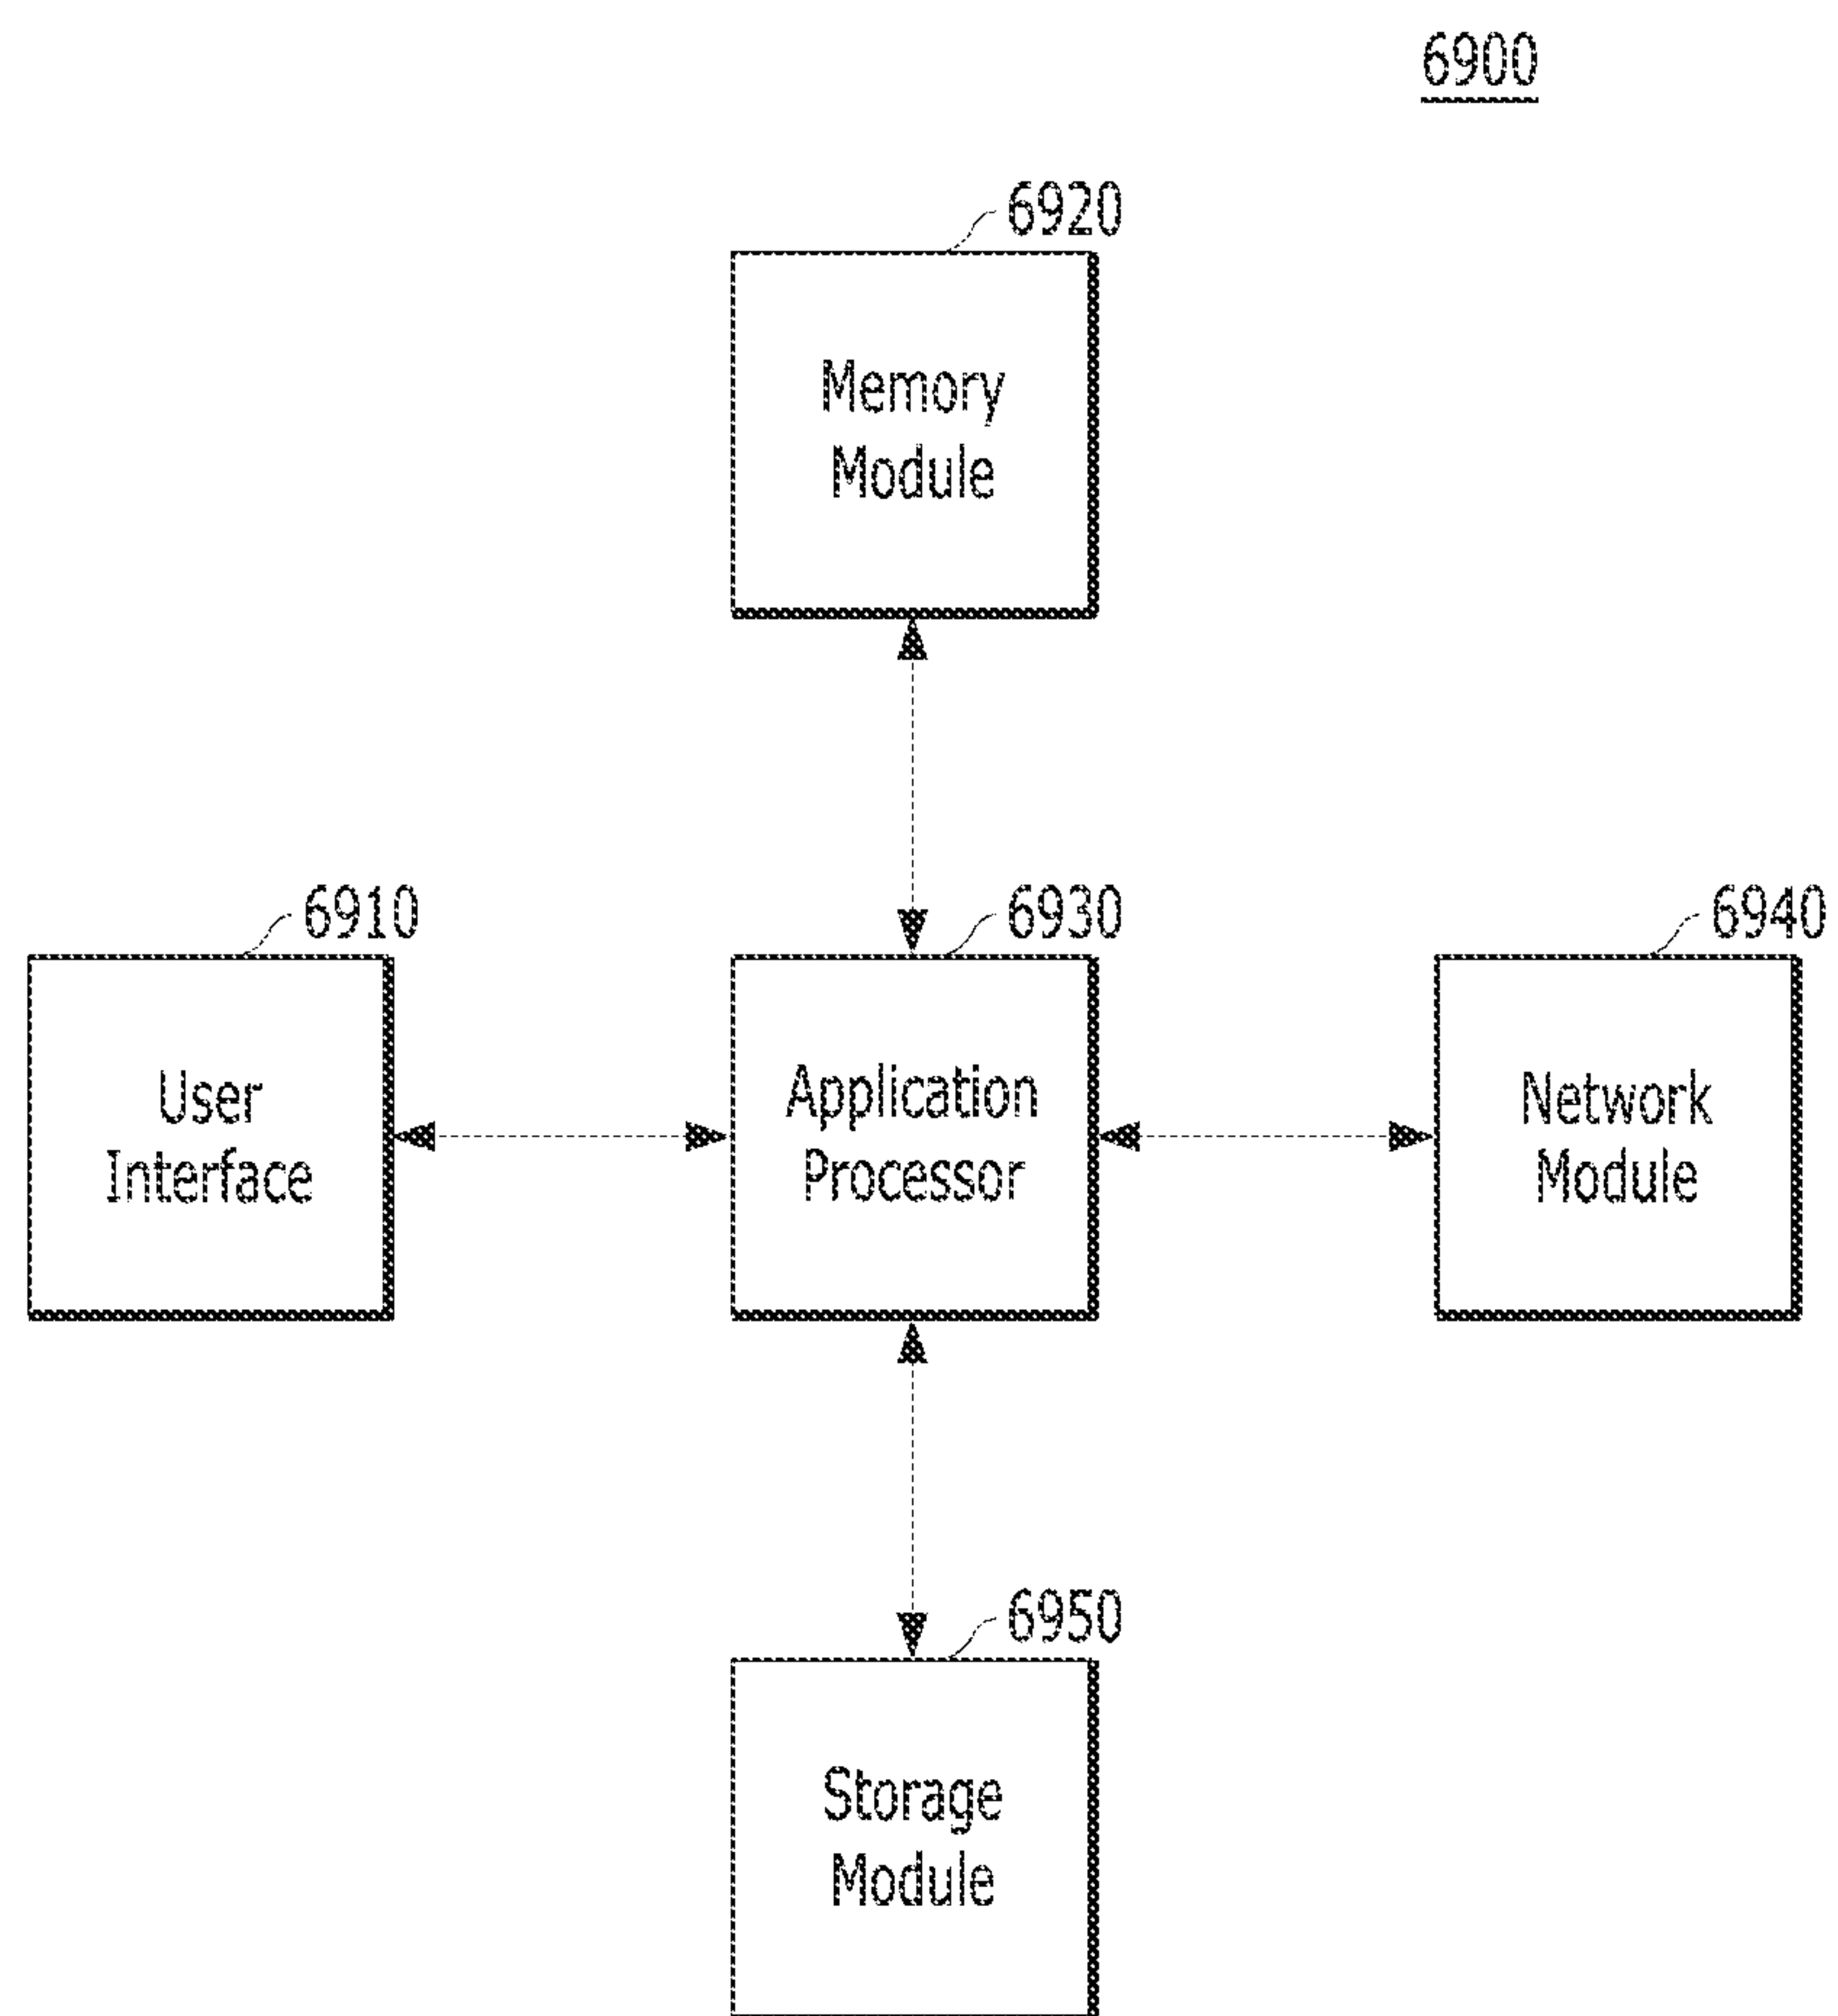 6900
6920
Memory
Module
6910
6930
6940
User
Interface
Application
Processor
Network
Module
6950
Storage
Module